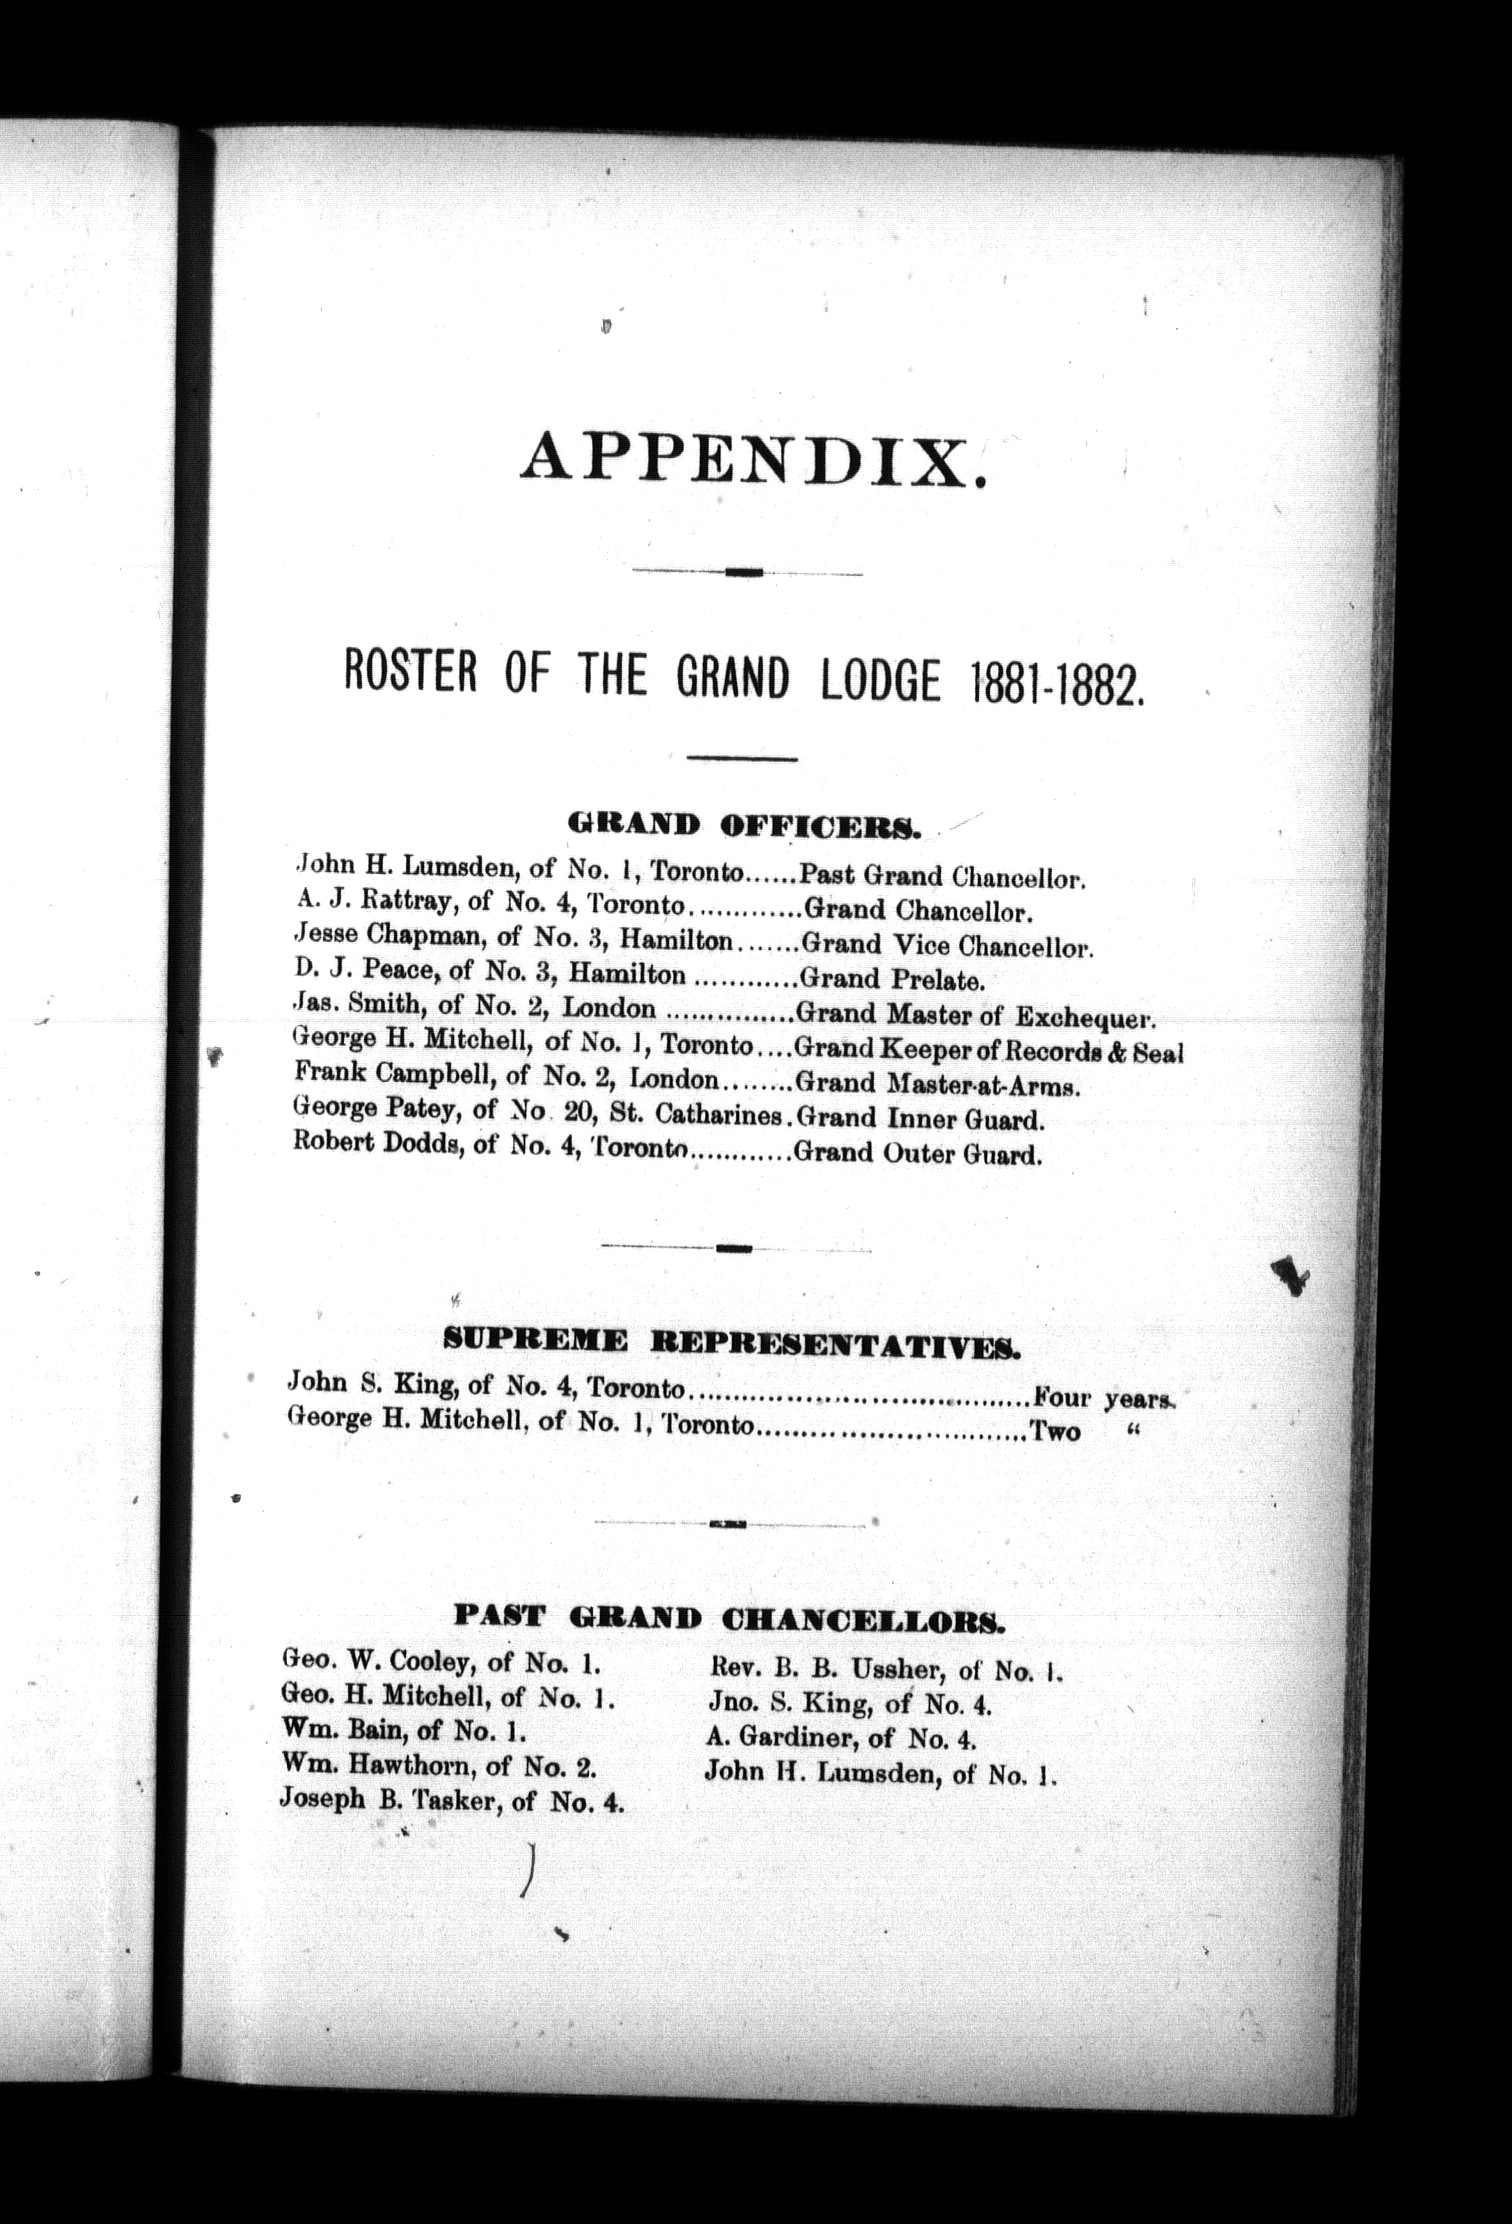 APPENDIX.
ROSTER OF THE GRAND LODGE 1881-1882.
GRAND OFFICERS.
John H. Lumsden, of No. 1, Toronto......Past Grand Chancellor.
A. J. Rattray, of No. 4, Toronto.............Grand Chancellor.
Jesse Chapman, of No. 3, Hamilton.......Grand Vice Chancellor.
D. J. Peace, of No. 3, Hamilton ............Grand Prelate.
Jas. Smith, of No. 2, London ...............Grand Master of Exchequer.
George H. Mitchell, of No. 1, Toronto....Grand Keeper of Records & Seal
Frank Campbell, of No. 2, London........Grand Master-at-Arms.
George Patey, of No. 20, St. Catharines.Grand Inner Guard.
Robert Dodds, of No. 4, Toronto............Grand Outer Guard.
SUPREME REPRESENTATIVES.
John S. King, of No. 4, Toronto.......................................Four years.
George H. Mitchell, of No. 1, Toronto...............................Two “
PAST GRAND CHANCELLORS.
Geo. W. Cooley, of No. 1. Rev. B. B. Ussher, of No. 1.
Geo. H. Mitchell, of No. 1. Jno. S. King, of No. 4.
Wm. Bain, of No. 1. A. Gardiner, of No. 4.
Wm. Hawthorn, of No. 2. John H. Lumsden, of No. 1.
Joseph B. Tasker, of No. 4.